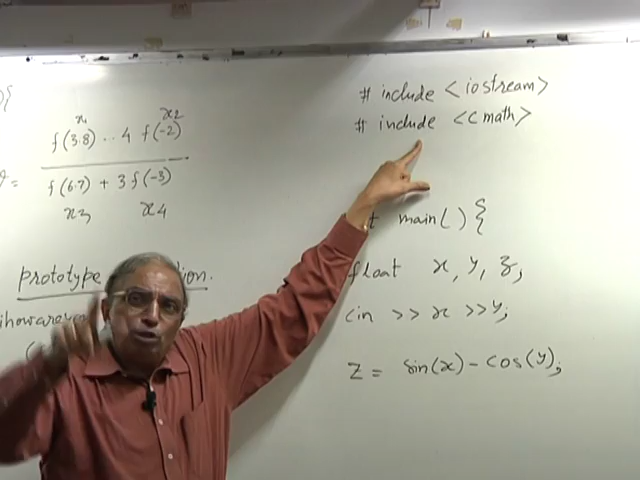 x1 x2
f(3.8) .. 4 f(-2)
f(6.7) + 3 f(-3)
x3 x4
prototype
# include <iostream>
# include <cmath>
main() {
float x, y, z;
cin >> x >> y;
z = sin(x) - cos(y);